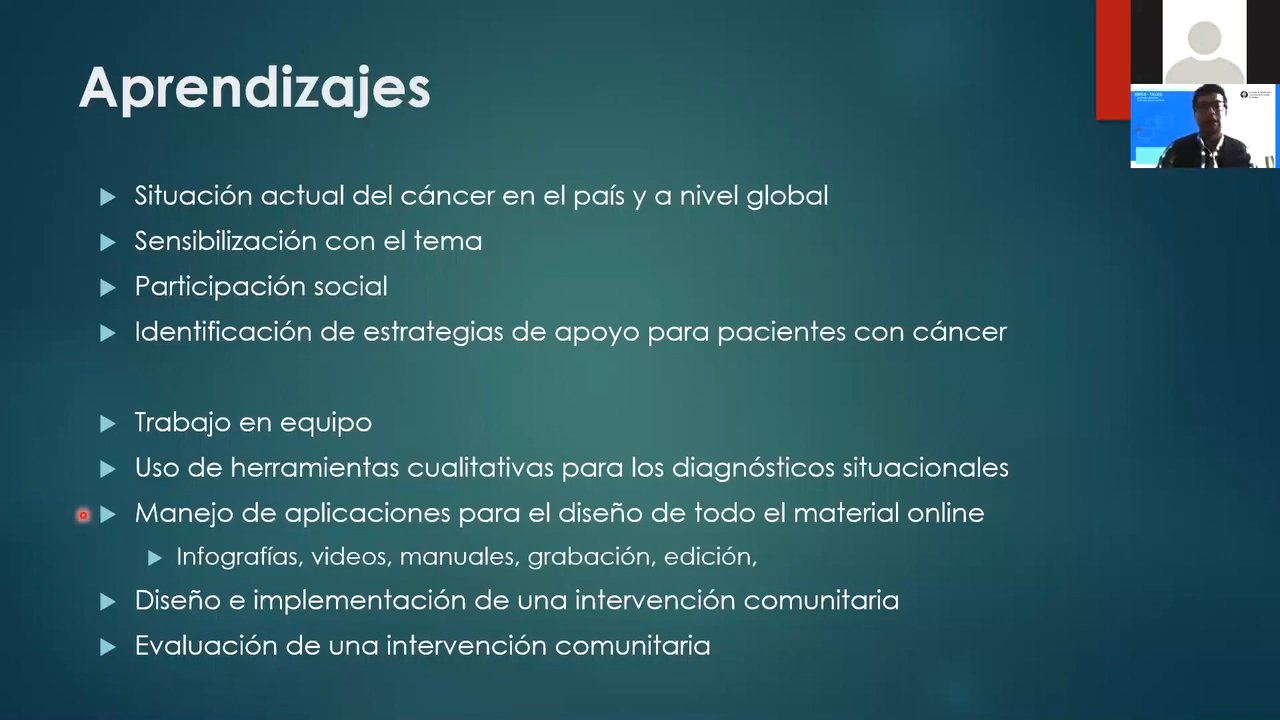 Aprendizajes
Situación actual del cáncer en el país y a nivel global
Sensibilización con el tema
Participación social
Identificación de estrategias de apoyo para pacientes con cáncer
Trabajo en equipo
Uso de herramientas cualitativas para los diagnósticos situacionales
Manejo de aplicaciones para el diseño de todo el material online
Infografías, videos, manuales, grabación, edición,
Diseño e implementación de una intervención comunitaria
Evaluación de una intervención comunitaria